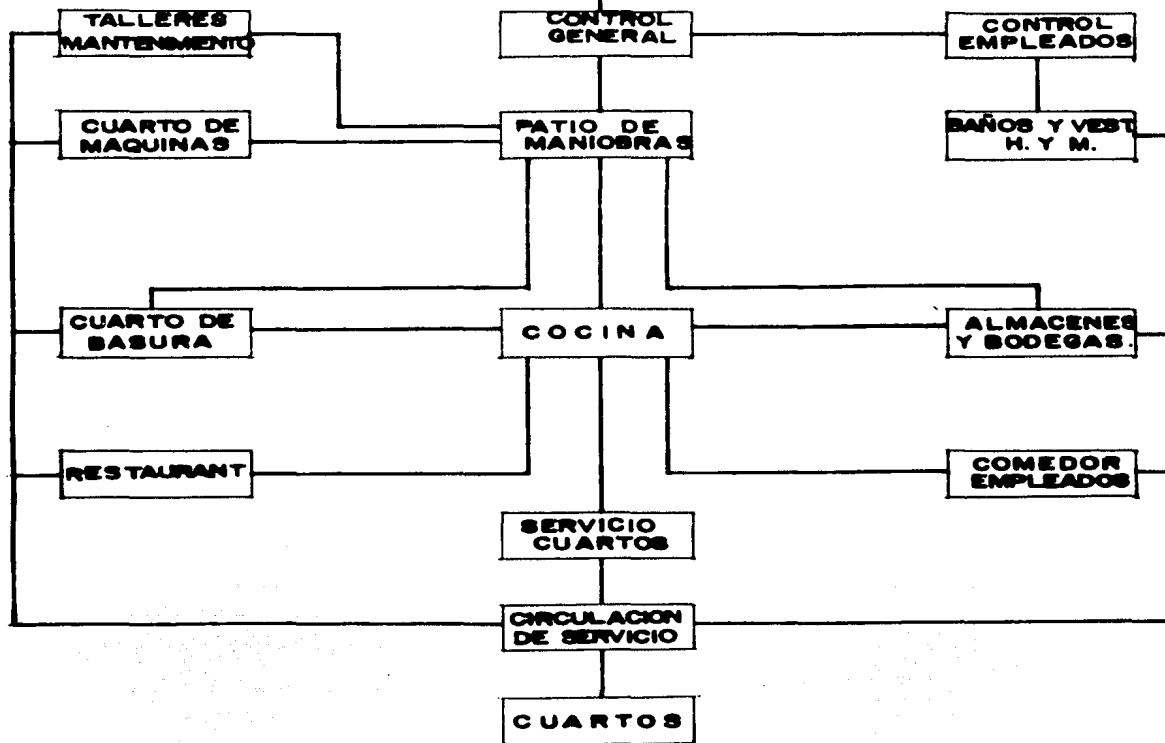 TALLERES
MANTENIMIENTO
CONTROL
GENERAL
CONTROL
EMPLEADOS
CUARTO DE
MAQUINAS
PATIO DE
MANIOBRAS
BAÑOS Y VEST
H. Y M.
CUARTO DE
BASURA
COCINA
ALMACENES
Y BODEGAS.
RESTAURANT
COMEDOR
EMPLEADOS
SERVICIO
CUARTOS
CIRCULACION
DE SERVICIO
CUARTOS